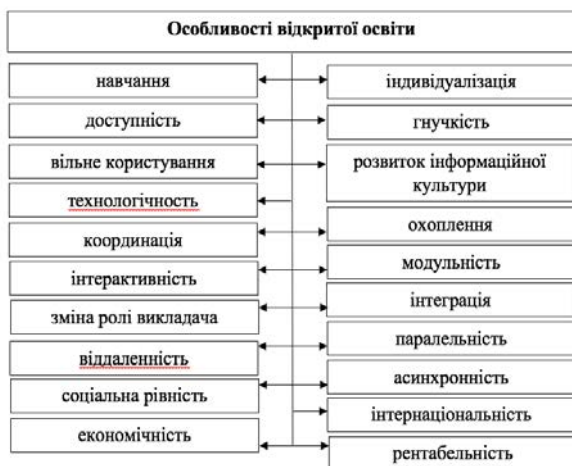 Особливості відкритої освіти
навчання
доступність
вільне користування
технологічность
координація
інтерактивність
зміна ролі викладача
віддаленність
соціальна рівність
економічність
індивідуалізація
гнучкість
розвиток інформаційної
культури
охоплення
модульність
інтеграція
паралельність
асинхронність
інтернаціональність
рентабельність